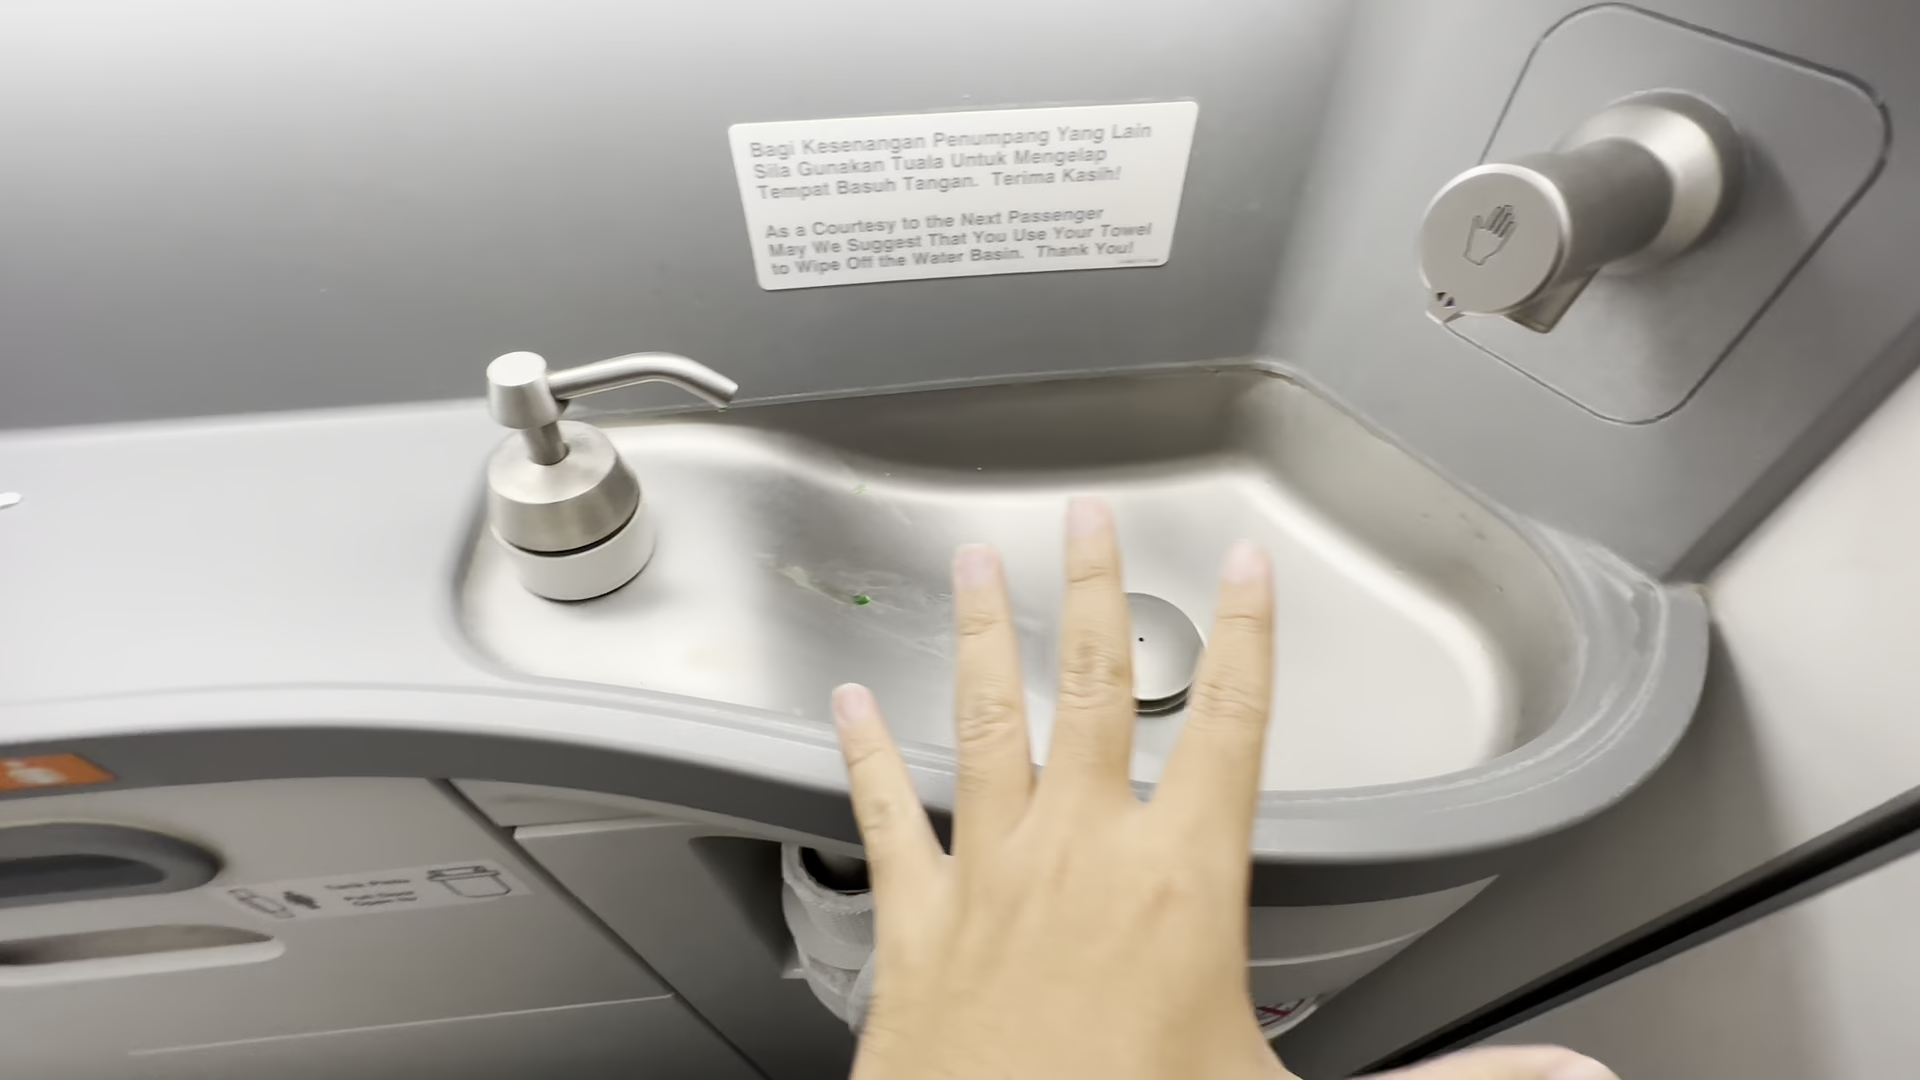 Bagi Kesenangan Penumpang Yang Lain
Sila Gunakan Tuala Untuk Mengelap
Tempat Basuh Tangan. Terima Kasih!
As a Courtesy to the Next Passenger
May We Suggest That You Use Your Towel
to Wipe Off the Water Basin. Thank You!